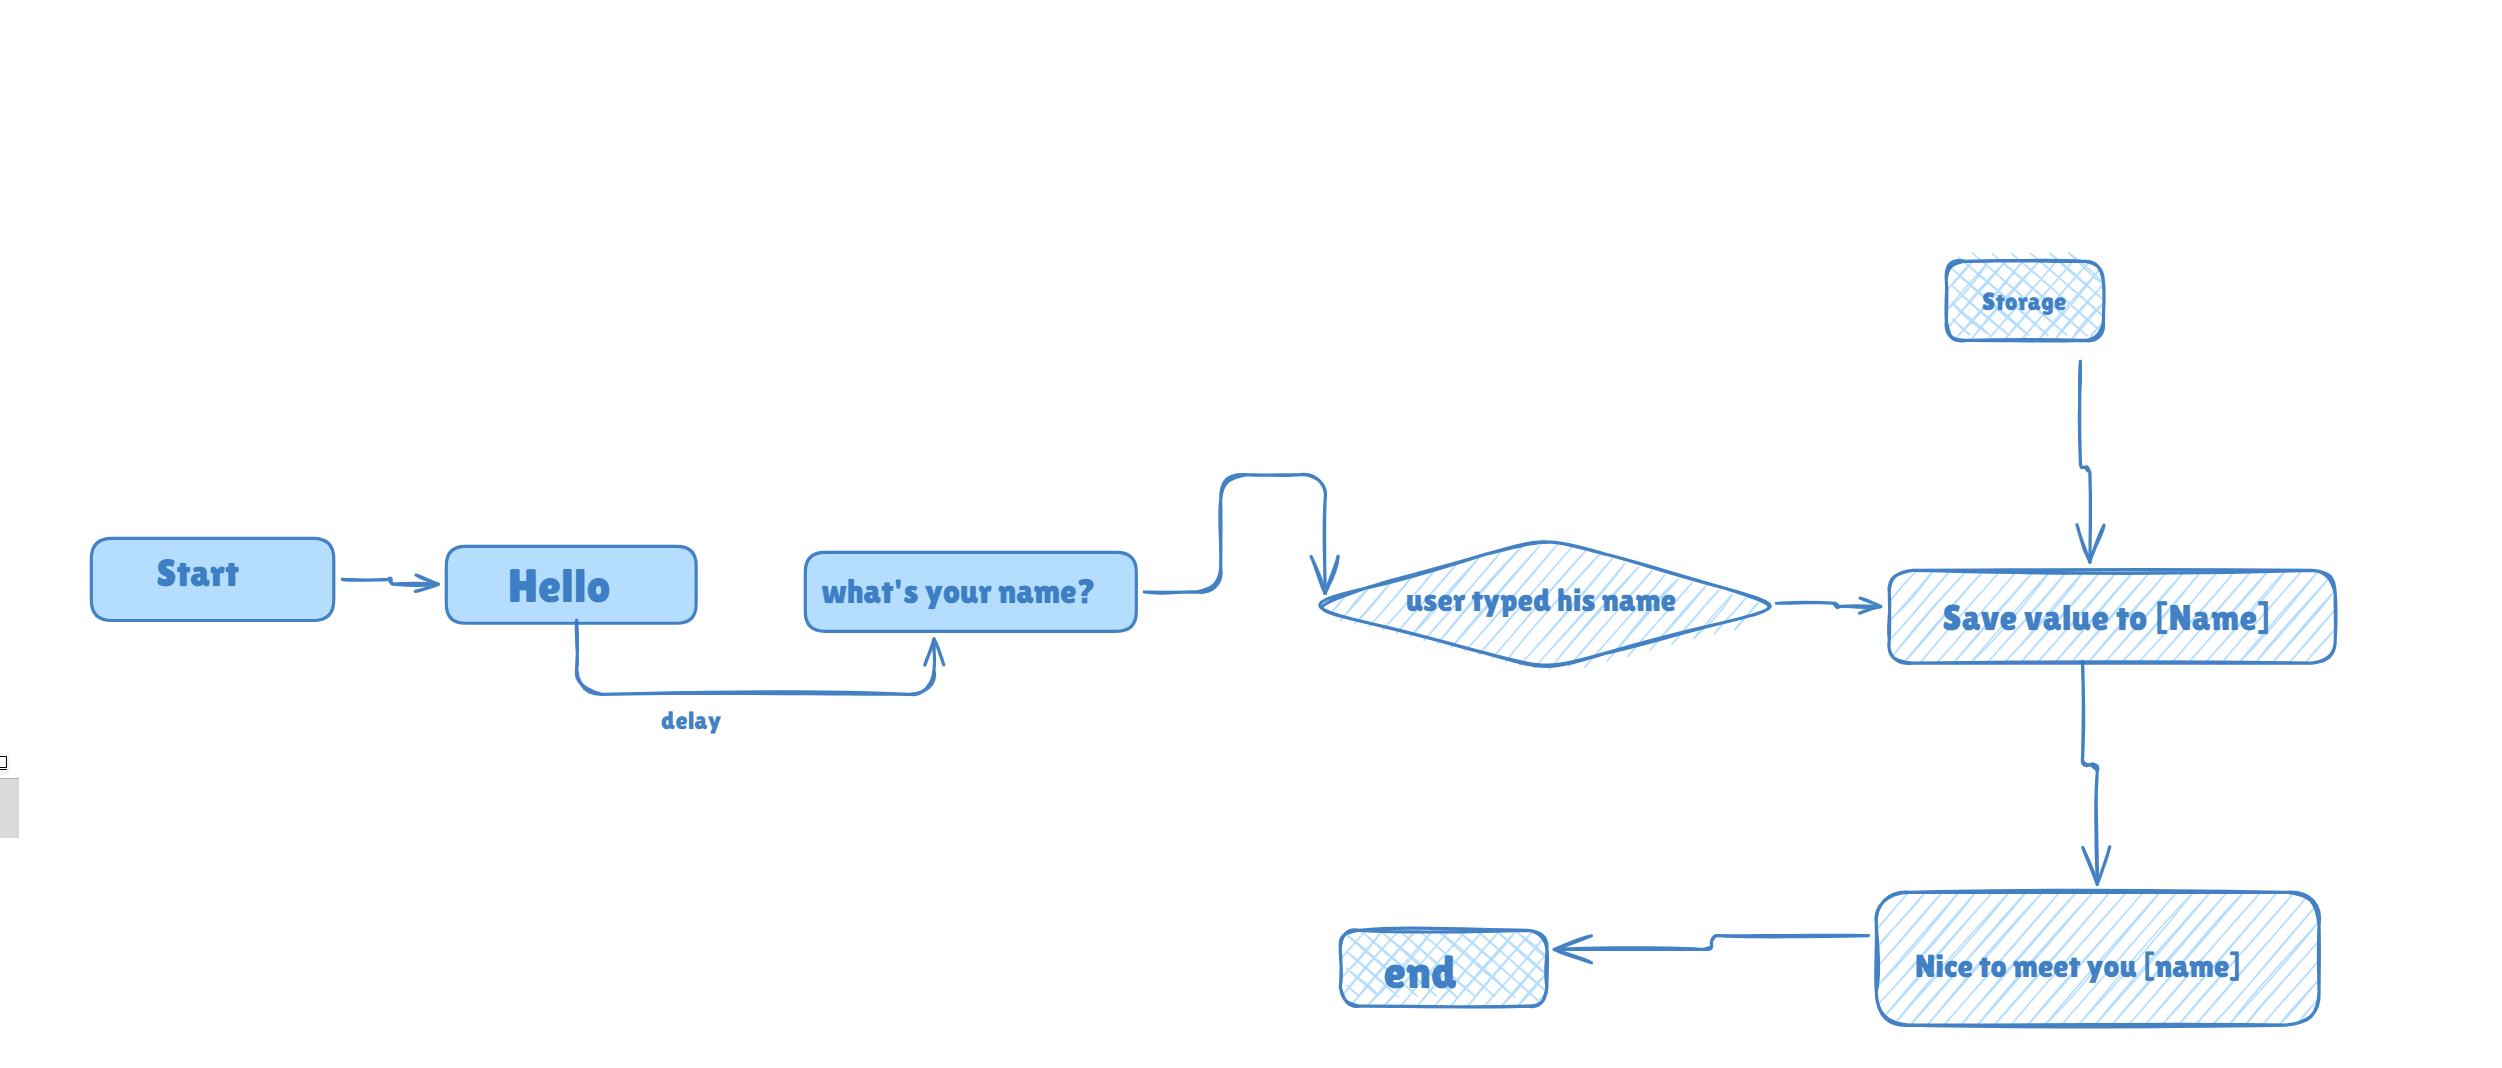 Start
Hello
delay
what's your name?
user typed his name
Storage
Save value to [Name]
Nice to meet you [name]
end